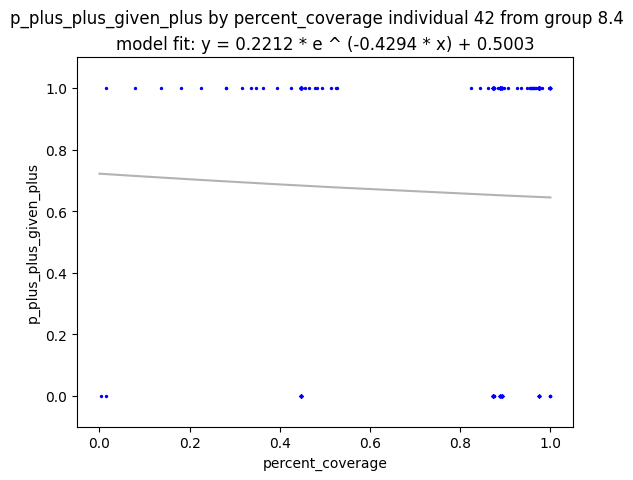 p_plus_plus_given_plus by percent_coverage individual 42 from group 8.4
model fit: y = 0.2212 * e ^ (-0.4294 * x) + 0.5003
1.0
0.8
0.6
0.4
0.2
0.0
p_plus_plus_given_plus
0.0 0.2 0.4 0.6 0.8 1.0
percent_coverage